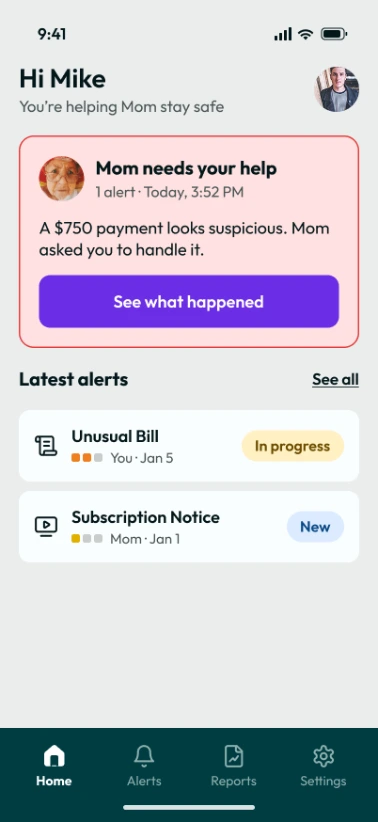 9:41
Hi Mike
You’re helping Mom stay safe
Mom needs your help
1 alert · Today, 3:52 PM
A $750 payment looks suspicious. Mom
asked you to handle it.
See what happened
Latest alerts
See all
Unusual Bill
You · Jan 5
In progress
Subscription Notice
Mom · Jan 1
New
Home
Alerts
Reports
Settings